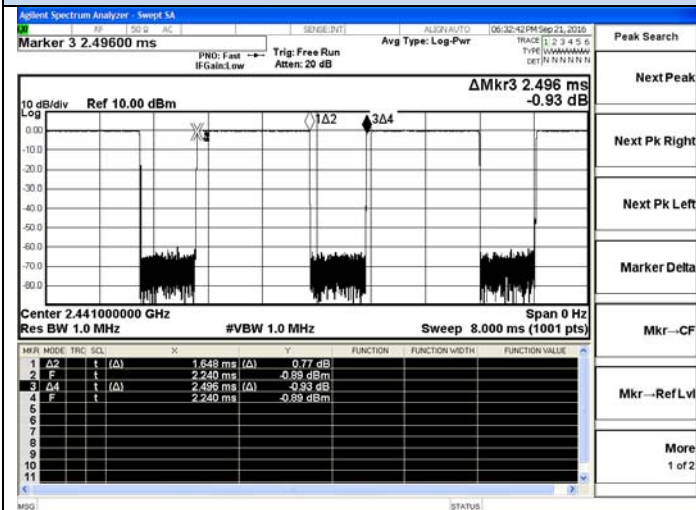 Agilent Spectrum Analyzer - Swept SA
RF 50 Ω AC SENSE:INT ALIGN AUTO 06:32:42 PM Sep 21, 2016
Marker 3 2.49600 ms
PNO: Fast Trig: Free Run Avg Type: Log-Pwr TRACE 1 2 3 4 5 6
IFGain:Low Atten: 20 dB TYPE WWWWWW
DET N N N N N N
Peak Search
Next Peak
Next Pk Right
Next Pk Left
Marker Delta
Mkr→CF
Mkr→Ref Lvl
More
1 of 2
ΔMkr3 2.496 ms
-0.93 dB
10 dB/div Ref 10.00 dBm
Log
1Δ2 3Δ4
0.00
-10.0
-20.0
-30.0
-40.0
-50.0
-60.0
-70.0
-80.0
Center 2.441000000 GHz Span 0 Hz
Res BW 1.0 MHz #VBW 1.0 MHz Sweep 8.000 ms (1001 pts)
MKR MODE TRC SCL X Y FUNCTION FUNCTION WIDTH FUNCTION VALUE
1 Δ2 t (Δ) 1.648 ms (Δ) 0.77 dB
2 F t 2.240 ms -0.89 dBm
3 Δ4 t (Δ) 2.496 ms (Δ) -0.93 dB
4 F t 2.240 ms -0.89 dBm
5
6
7
8
9
10
11
MSG STATUS